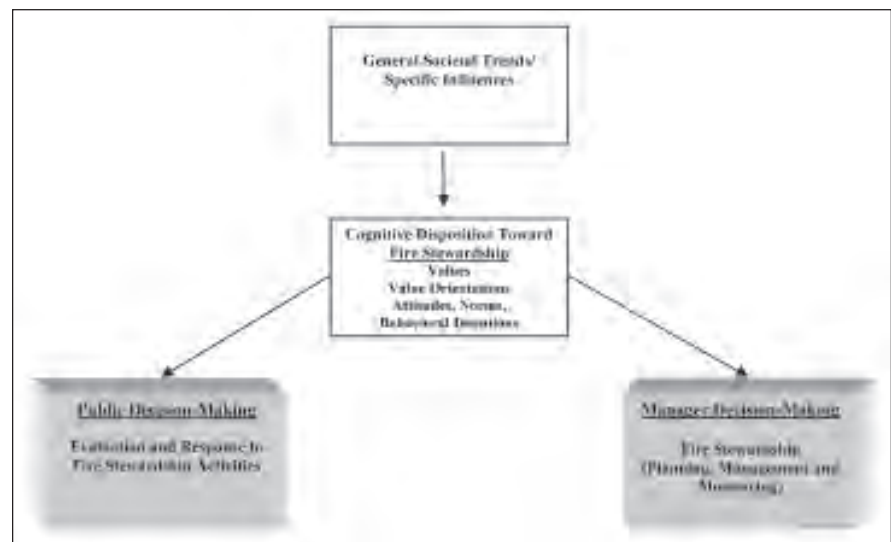 General Societal Trends/
Specific Influences
Cognitive Disposition Toward
Fire Stewardship
Values
Value Orientations
Attitudes, Norms,
Behavioral Intentions
Public Decision-Making
Evaluation and Response to
Fire Stewardship Activities
Manager Decision-Making
Fire Stewardship
(Planning, Management and
Monitoring)